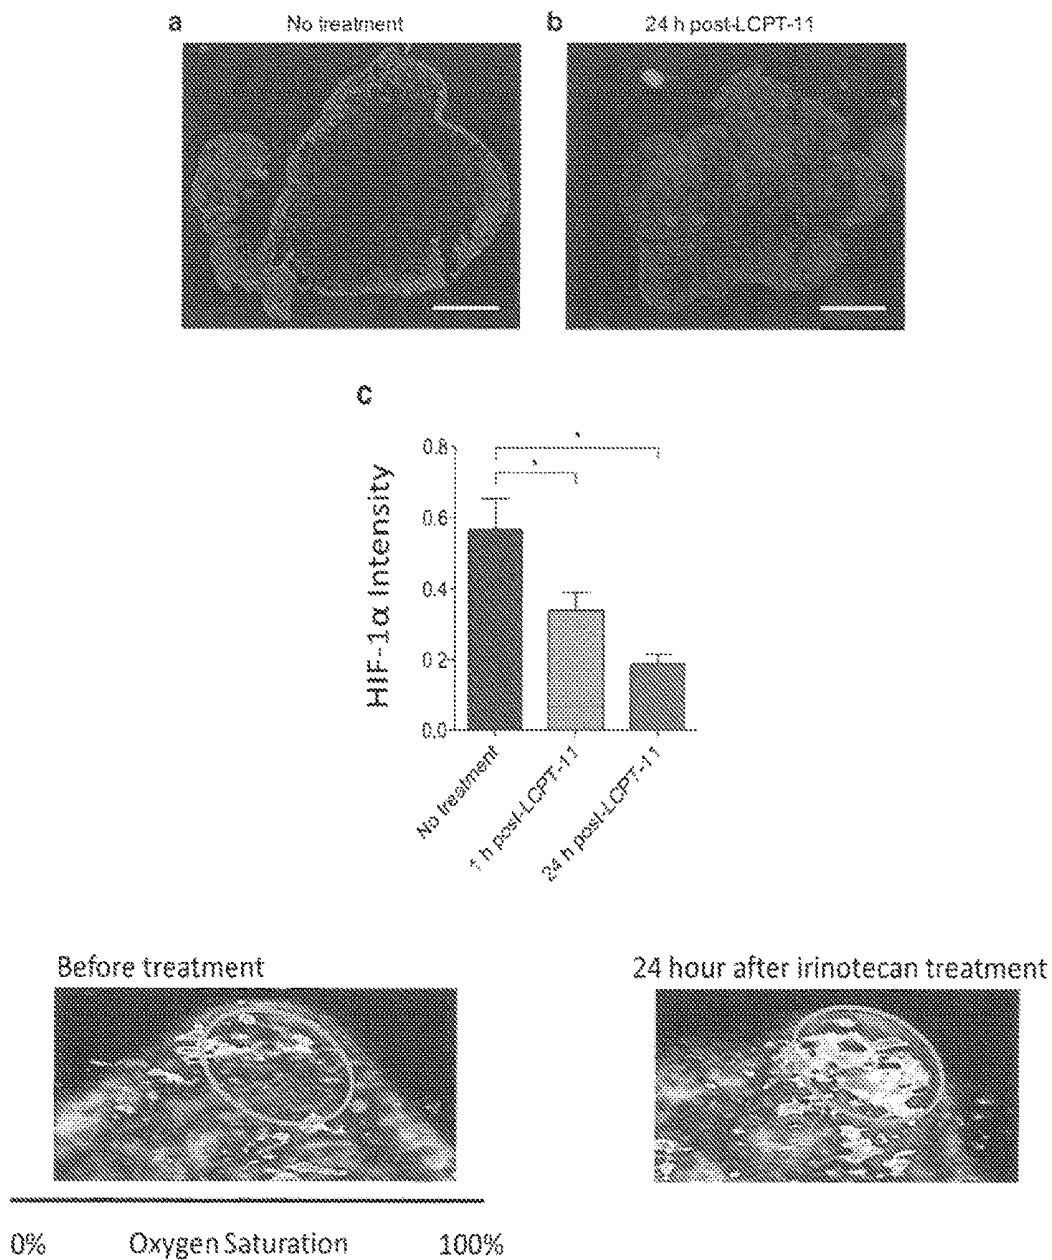 a No treatment b 24 h post-LCPT-11
c
HIF-1α Intensity
0.8
0.6
0.4
0.2
0.0
No treatment
1 h post-LCPT-11
24 h post-LCPT-11
Before treatment
24 hour after irinotecan treatment
0% Oxygen Saturation 100%